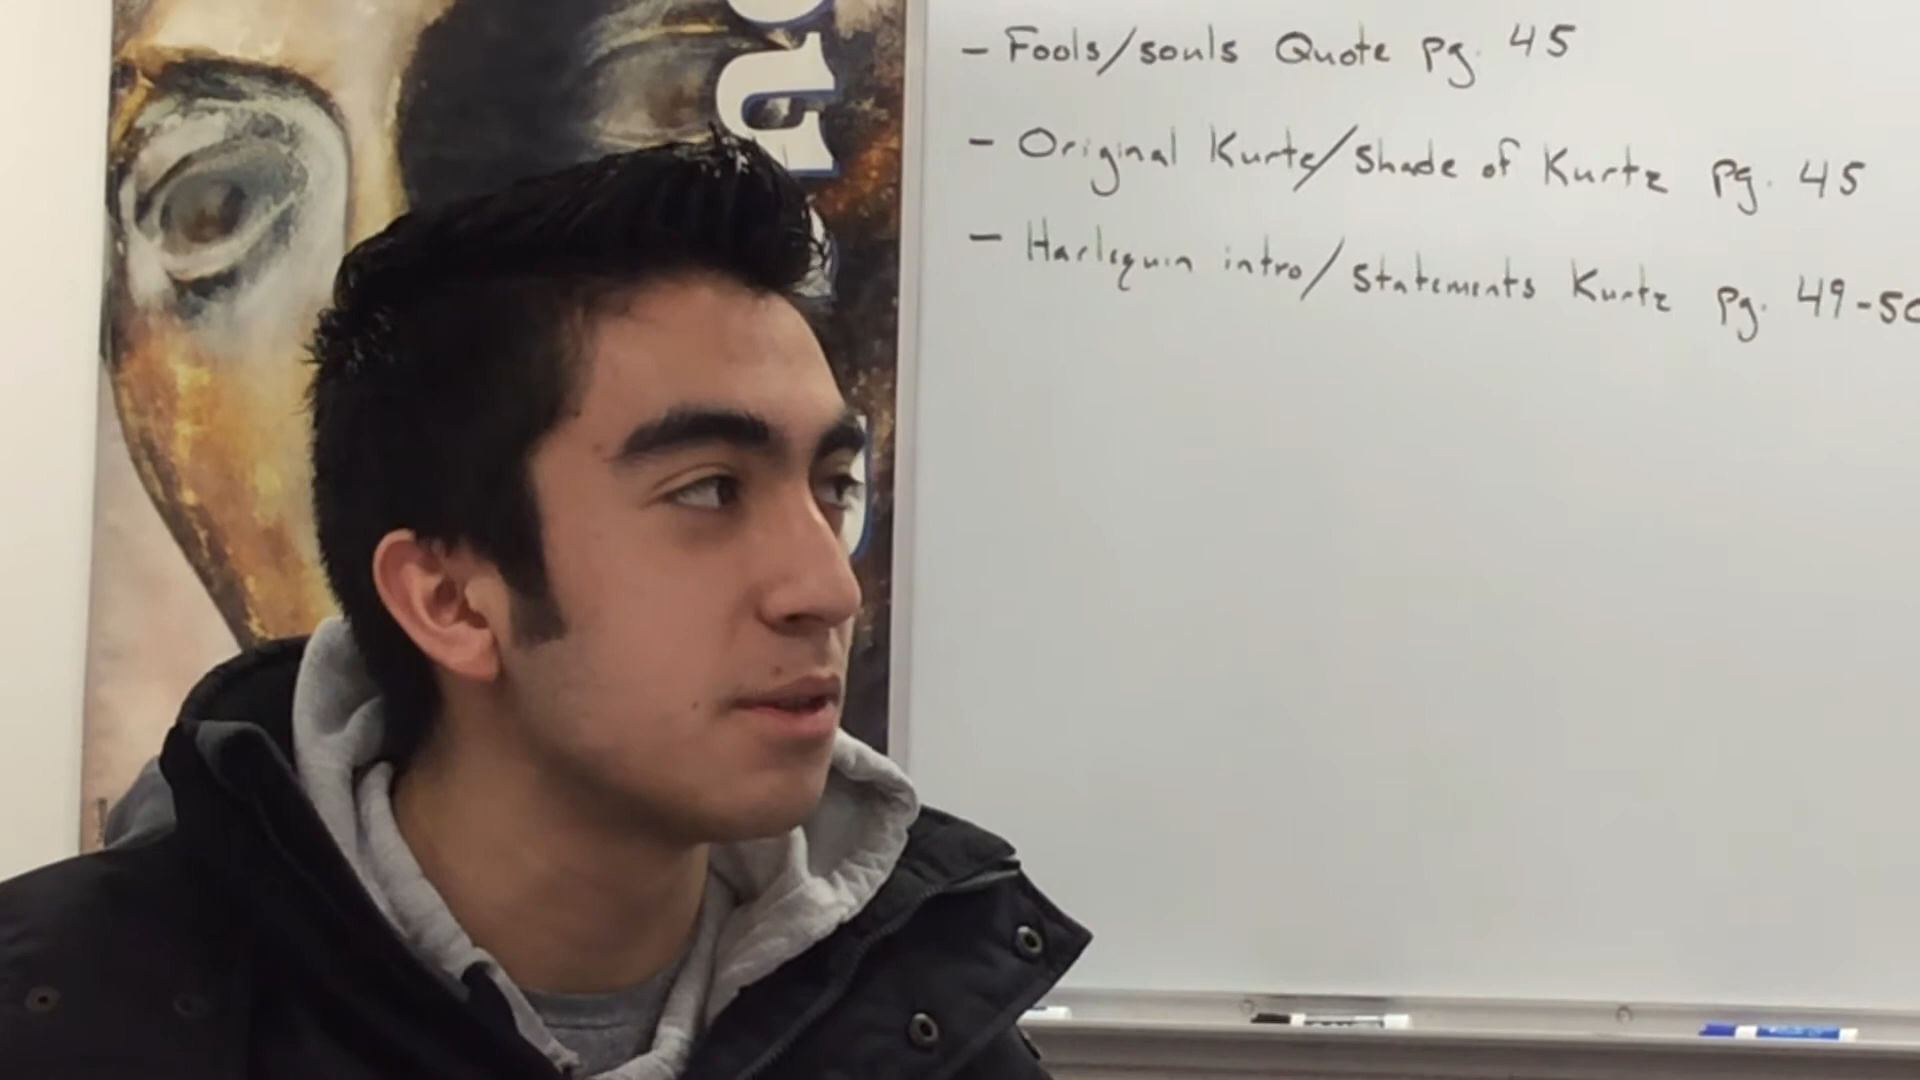 - Fools/souls Quote pg. 45
- Original Kurtz/Shade of Kurtz pg. 45
- Harlequin intro/Statements Kurtz pg. 49-50